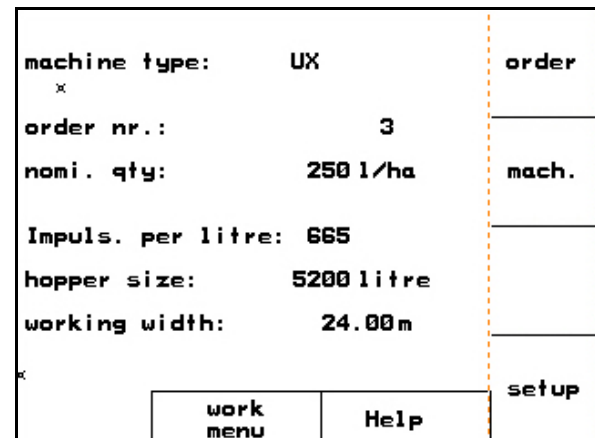 machine type: UX
order
x
order nr.: 3
nomi. qty: 250 l/ha
mach.
Impuls. per litre: 665
hopper size: 5200 litre
working width: 24.00 m
x
setup
work
menu
Help